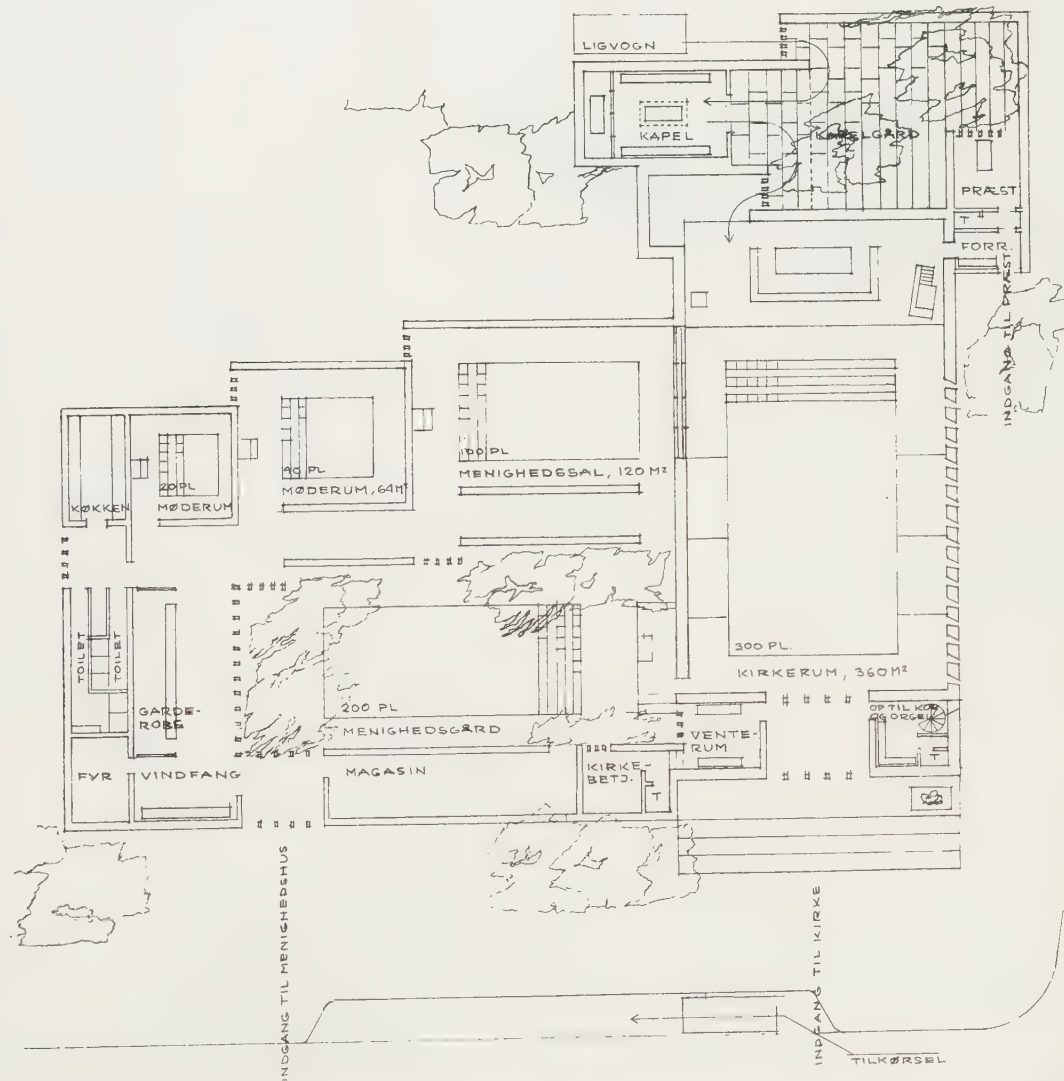 LIGVOGN
KAPEL
KAPELGÅRD
PRÆST
T
FORR.
INDGANG TIL PRÆST
100 PL
MENIGHEDSSAL, 120 M²
40 PL
MØDERUM, 64 M²
20 PL
MØDERUM
KØKKEN
300 PL.
KIRKERUM, 360 M²
TOILET
TOILET
GARDE-
ROBE
200 PL
MENIGHEDSGÅRD
OP TIL KOR
OG ORGEL
T
VENTE-
RUM
FYR
VINDFANG
MAGASIN
KIRKE-
BETJ.
T
INDGANG TIL MENIGHEDSHUS
INDGANG TIL KIRKE
TILKØRSEL